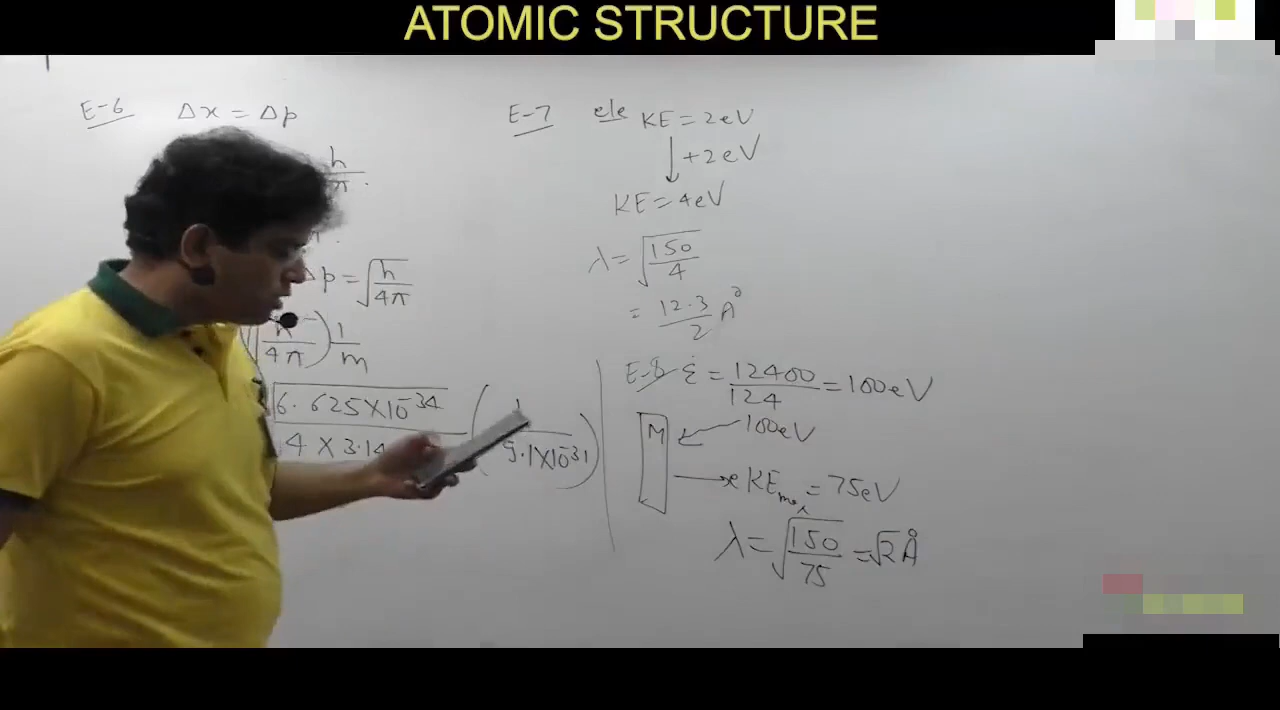 ATOMIC STRUCTURE
E-6 Δx = Δp
h
π.
Δp = √h/4π
4π) 1/m
6.625×10⁻³⁴
4 × 3.14
9.1×10⁻³¹)
E-7 ele KE = 2eV
↓ +2eV
KE = 4eV
λ = √150/4
= 12.3/2 A°
E-8 = 12400/124 = 100eV
M ← 100eV
→ e KEmax = 75eV
λ = √150/75 = √2 Å